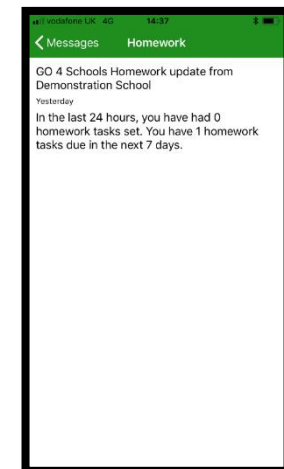 vodafone UK 4G 14:37
Messages Homework
GO 4 Schools Homework update from
Demonstration School
Yesterday
In the last 24 hours, you have had 0
homework tasks set. You have 1 homework
tasks due in the next 7 days.